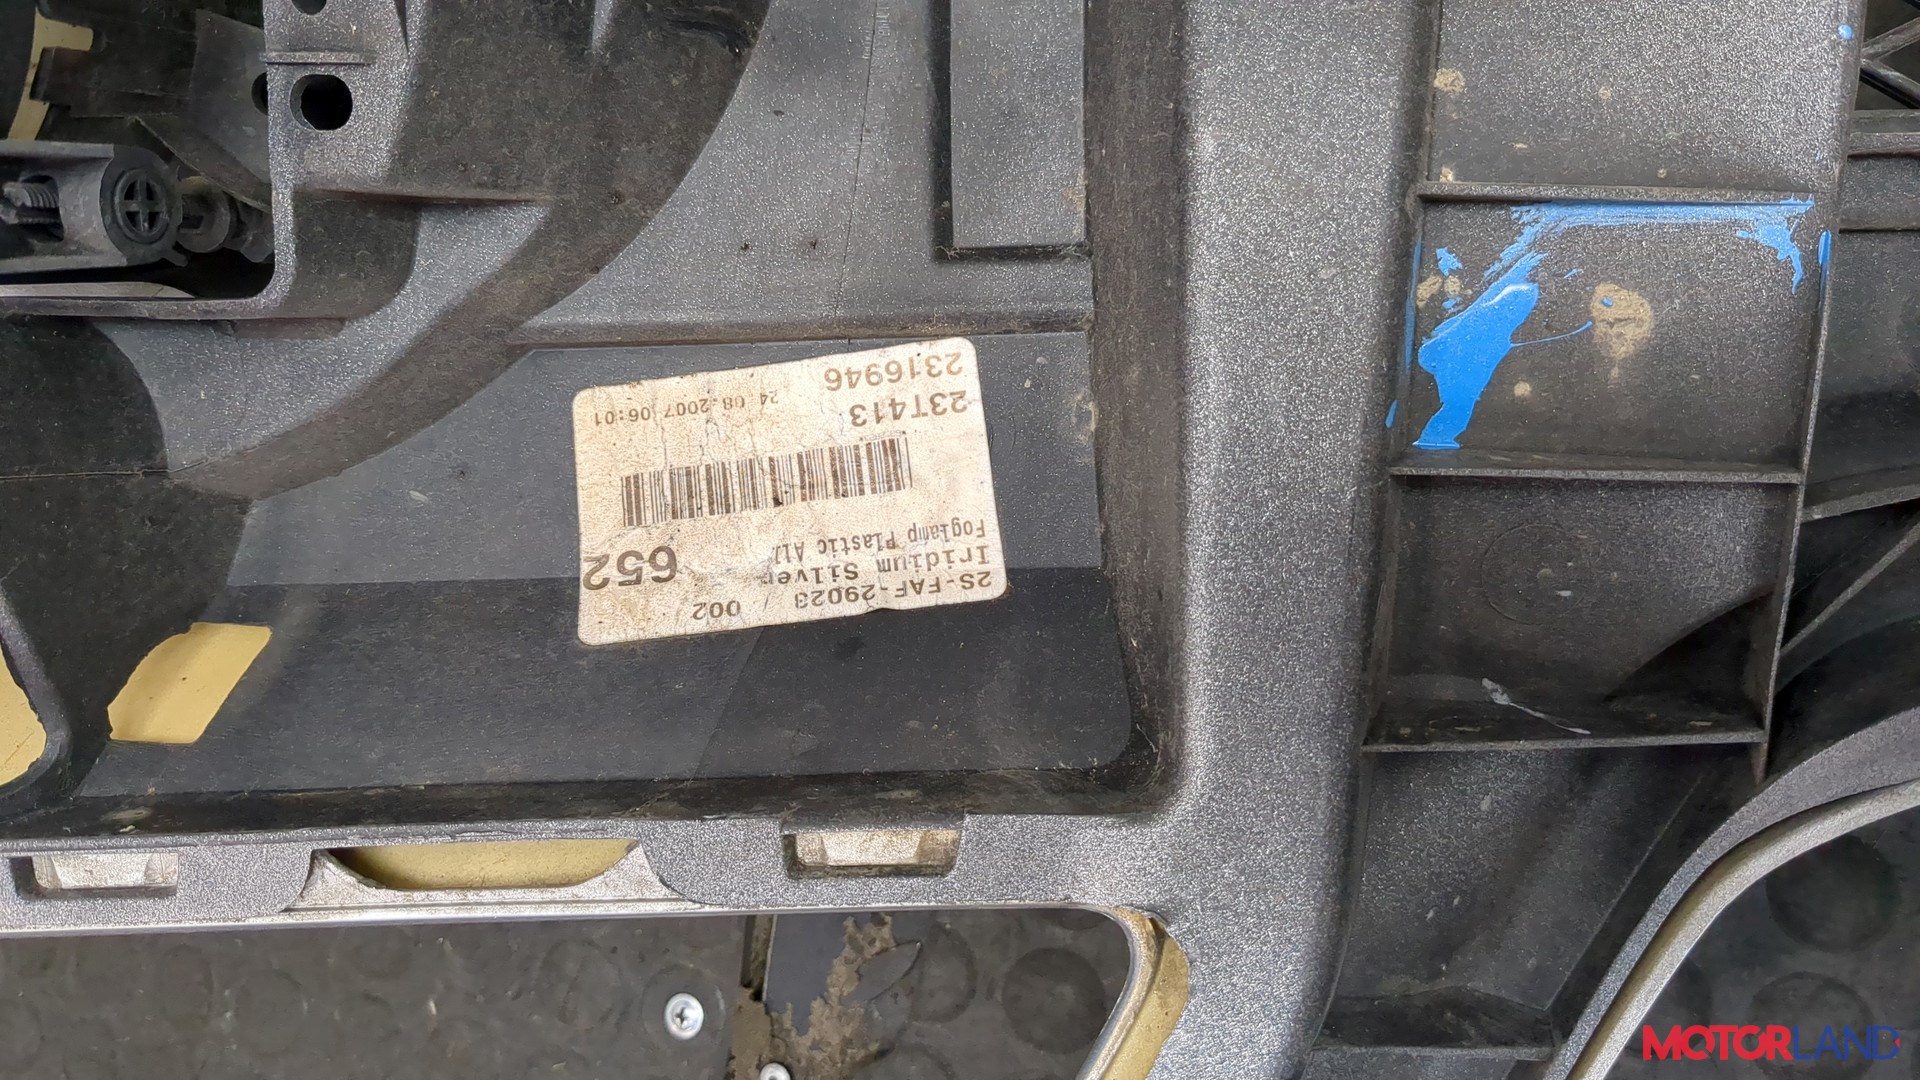 2S-FAF-29023 / 002
Iridium Silver
Foglamp Plastic All
652
23T413
24 08.2007 06:01
2316946
MOTORLAND